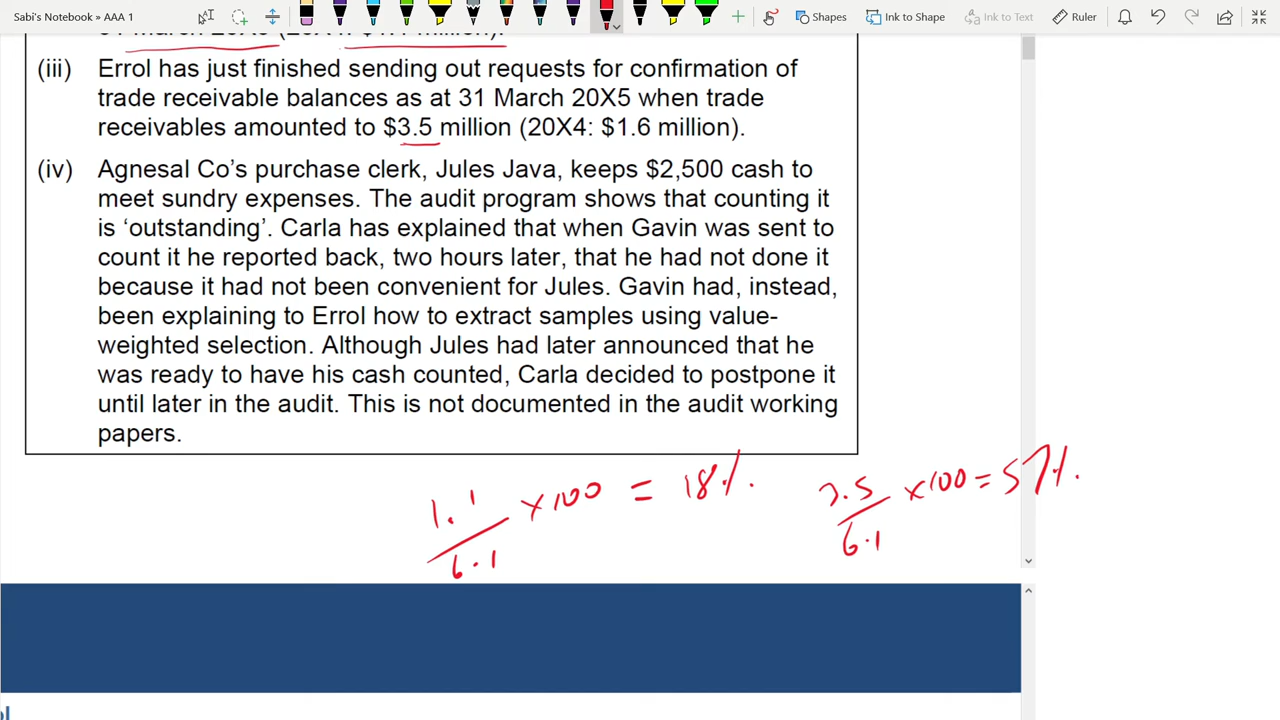 Sabi's Notebook » AAA 1
Shapes
Ink to Shape
Ink to Text
Ruler
31 March 20X5 (20X4: $1.1 million).
(iii) Errol has just finished sending out requests for confirmation of
trade receivable balances as at 31 March 20X5 when trade
receivables amounted to $3.5 million (20X4: $1.6 million).
(iv) Agnesal Co's purchase clerk, Jules Java, keeps $2,500 cash to
meet sundry expenses. The audit program shows that counting it
is 'outstanding'. Carla has explained that when Gavin was sent to
count it he reported back, two hours later, that he had not done it
because it had not been convenient for Jules. Gavin had, instead,
been explaining to Errol how to extract samples using value-
weighted selection. Although Jules had later announced that he
was ready to have his cash counted, Carla decided to postpone it
until later in the audit. This is not documented in the audit working
papers.
1.1
6.1
×100 = 18%.
3.5
6.1
×100 = 57%.